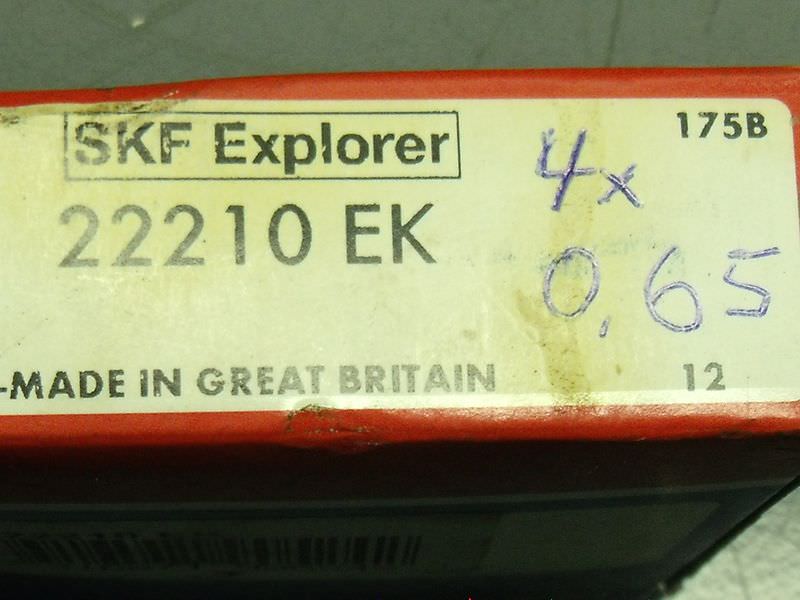 SKF Explorer
175B
22210 EK
4x
0,65
-MADE IN GREAT BRITAIN
12